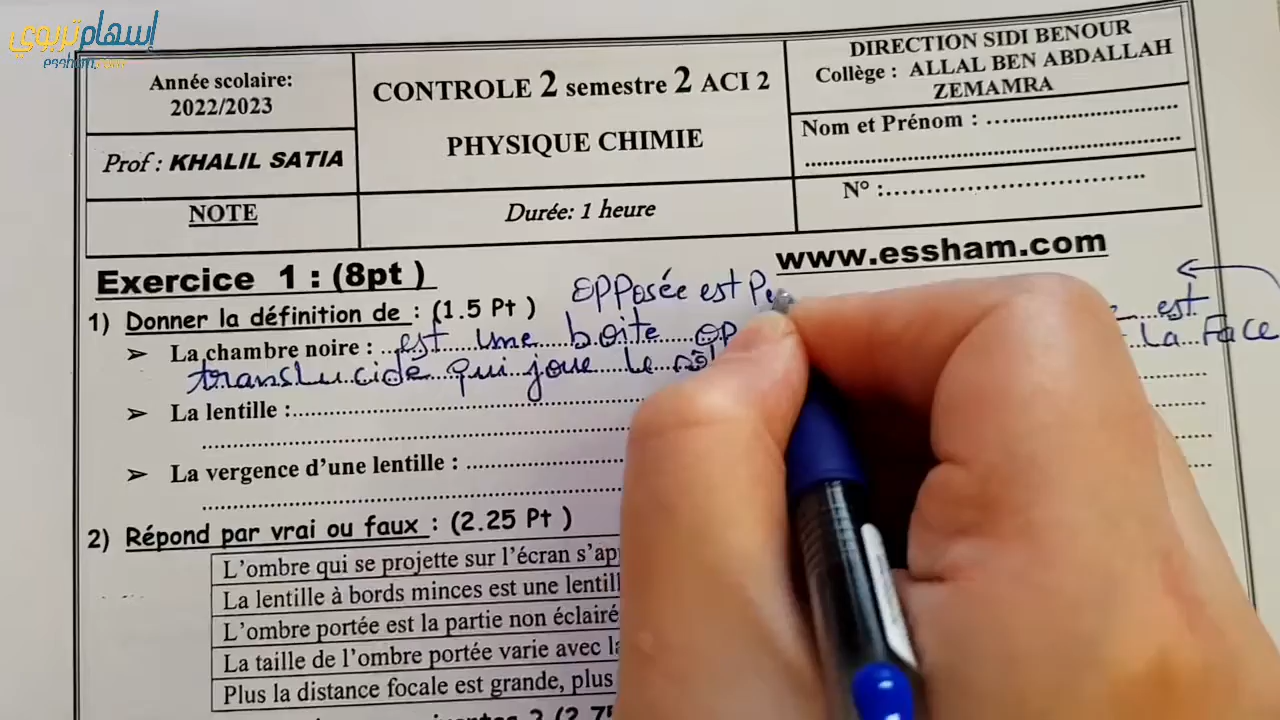 إسهام تربوي
essham.com
Année scolaire:
2022/2023
Prof : KHALIL SATIA
NOTE
CONTROLE 2 semestre 2 ACI 2
PHYSIQUE CHIMIE
Durée: 1 heure
DIRECTION SIDI BENOUR
Collège : ALLAL BEN ABDALLAH
ZEMAMRA
Nom et Prénom :
N° :
www.essham.com
Exercice 1 : (8pt )
opposée est
1) Donner la définition de : (1.5 Pt )
est
➢ La chambre noire : est une boite
la Face
translucide qui joue le
➢ La lentille :
➢ La vergence d’une lentille :
2) Répond par vrai ou faux : (2.25 Pt )
L’ombre qui se projette sur l’écran
La lentille à bords minces est une
L’ombre portée est la partie non
La taille de l’ombre portée varie avec
Plus la distance focale est grande, plus